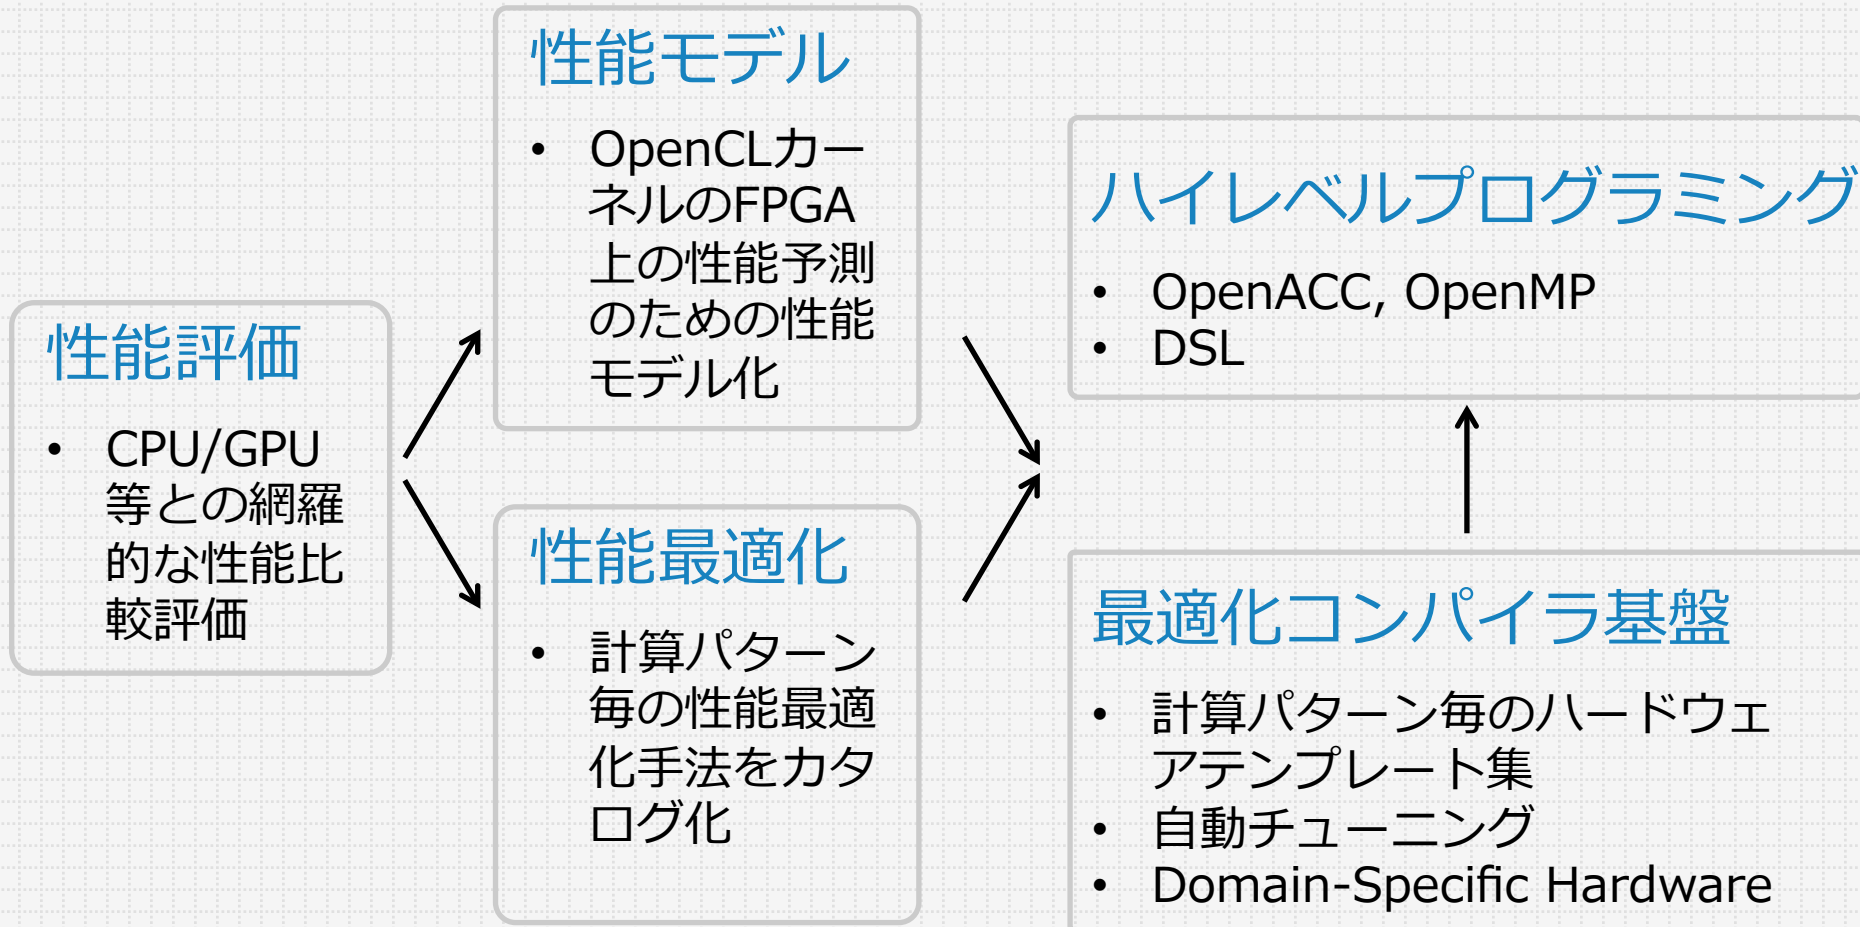 性能評価
• CPU/GPU
等との網羅
的な性能比
較評価
性能モデル
• OpenCLカー
ネルのFPGA
上の性能予測
のための性能
モデル化
性能最適化
• 計算パターン
毎の性能最適
化手法をカタ
ログ化
ハイレベルプログラミング
• OpenACC, OpenMP
• DSL
最適化コンパイラ基盤
• 計算パターン毎のハードウェ
アテンプレート集
• 自動チューニング
• Domain-Specific Hardware